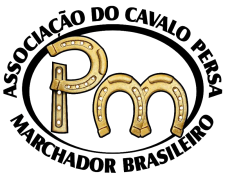 ASSOCIAÇÃO DO CAVALO PERSA
Pm
MARCHADOR BRASILEIRO